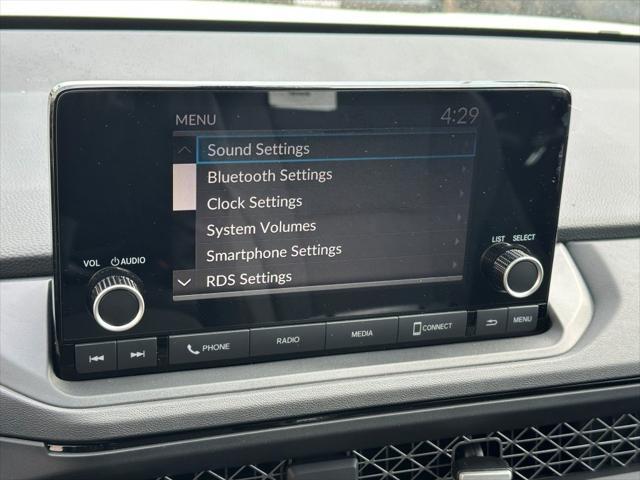 MENU 4:29
Sound Settings
Bluetooth Settings
Clock Settings
System Volumes
Smartphone Settings
RDS Settings
VOL AUDIO
LIST SELECT
PHONE RADIO MEDIA CONNECT MENU